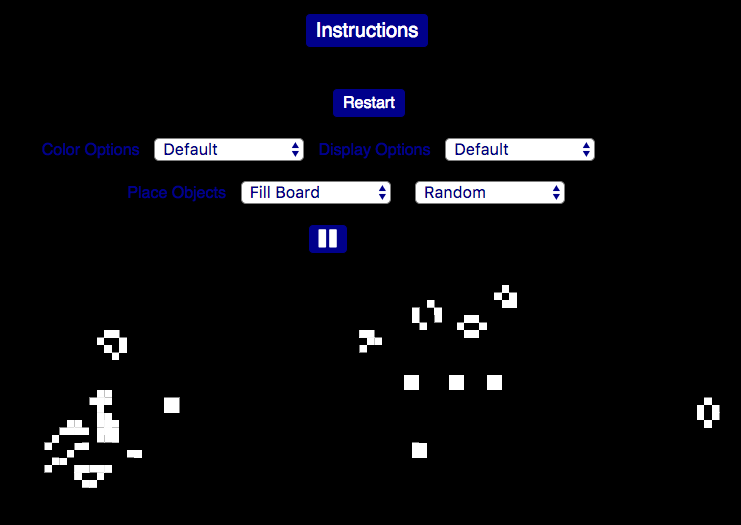 Instructions
Restart
Color Options Default Display Options Default
Place Objects Fill Board Random